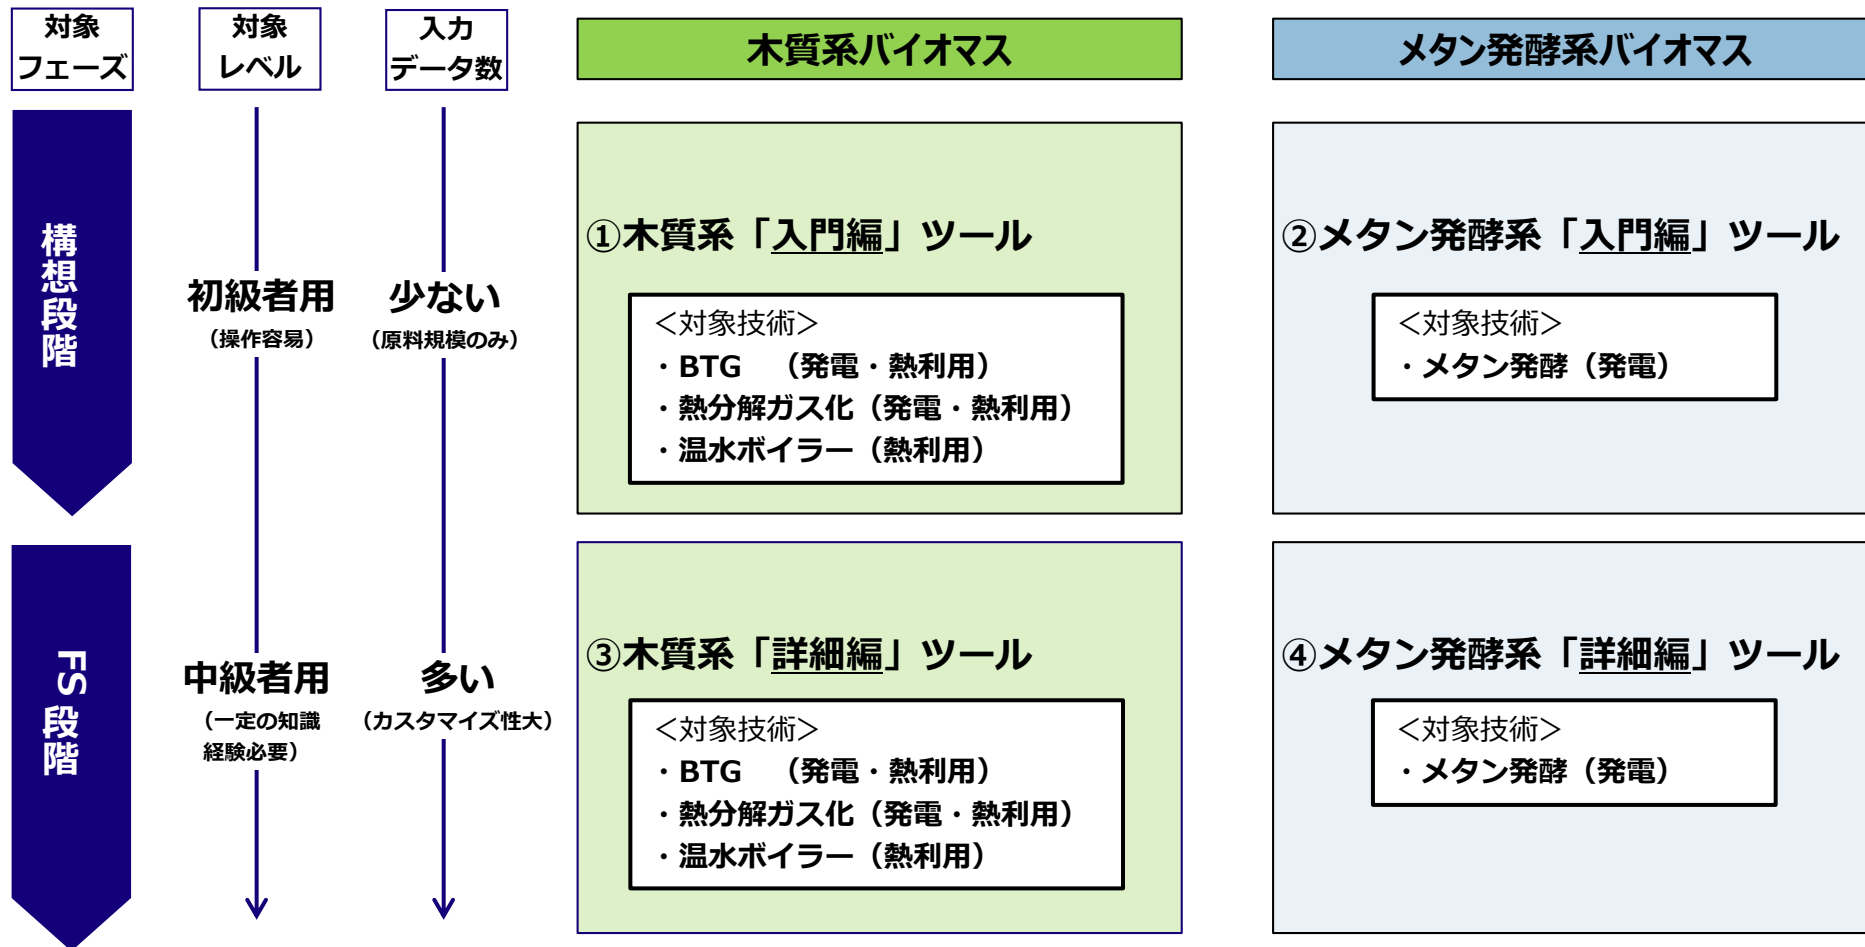 対象
フェーズ
対象
レベル
入力
データ数
木質系バイオマス
メタン発酵系バイオマス
構想段階
初級者用
（操作容易）
少ない
（原料規模のみ）
①木質系「入門編」ツール
＜対象技術＞
・BTG　（発電・熱利用）
・熱分解ガス化（発電・熱利用）
・温水ボイラー（熱利用）
②メタン発酵系「入門編」ツール
＜対象技術＞
・メタン発酵（発電）
FS段階
中級者用
（一定の知識
経験必要）
多い
（カスタマイズ性大）
③木質系「詳細編」ツール
＜対象技術＞
・BTG　（発電・熱利用）
・熱分解ガス化（発電・熱利用）
・温水ボイラー（熱利用）
④メタン発酵系「詳細編」ツール
＜対象技術＞
・メタン発酵（発電）